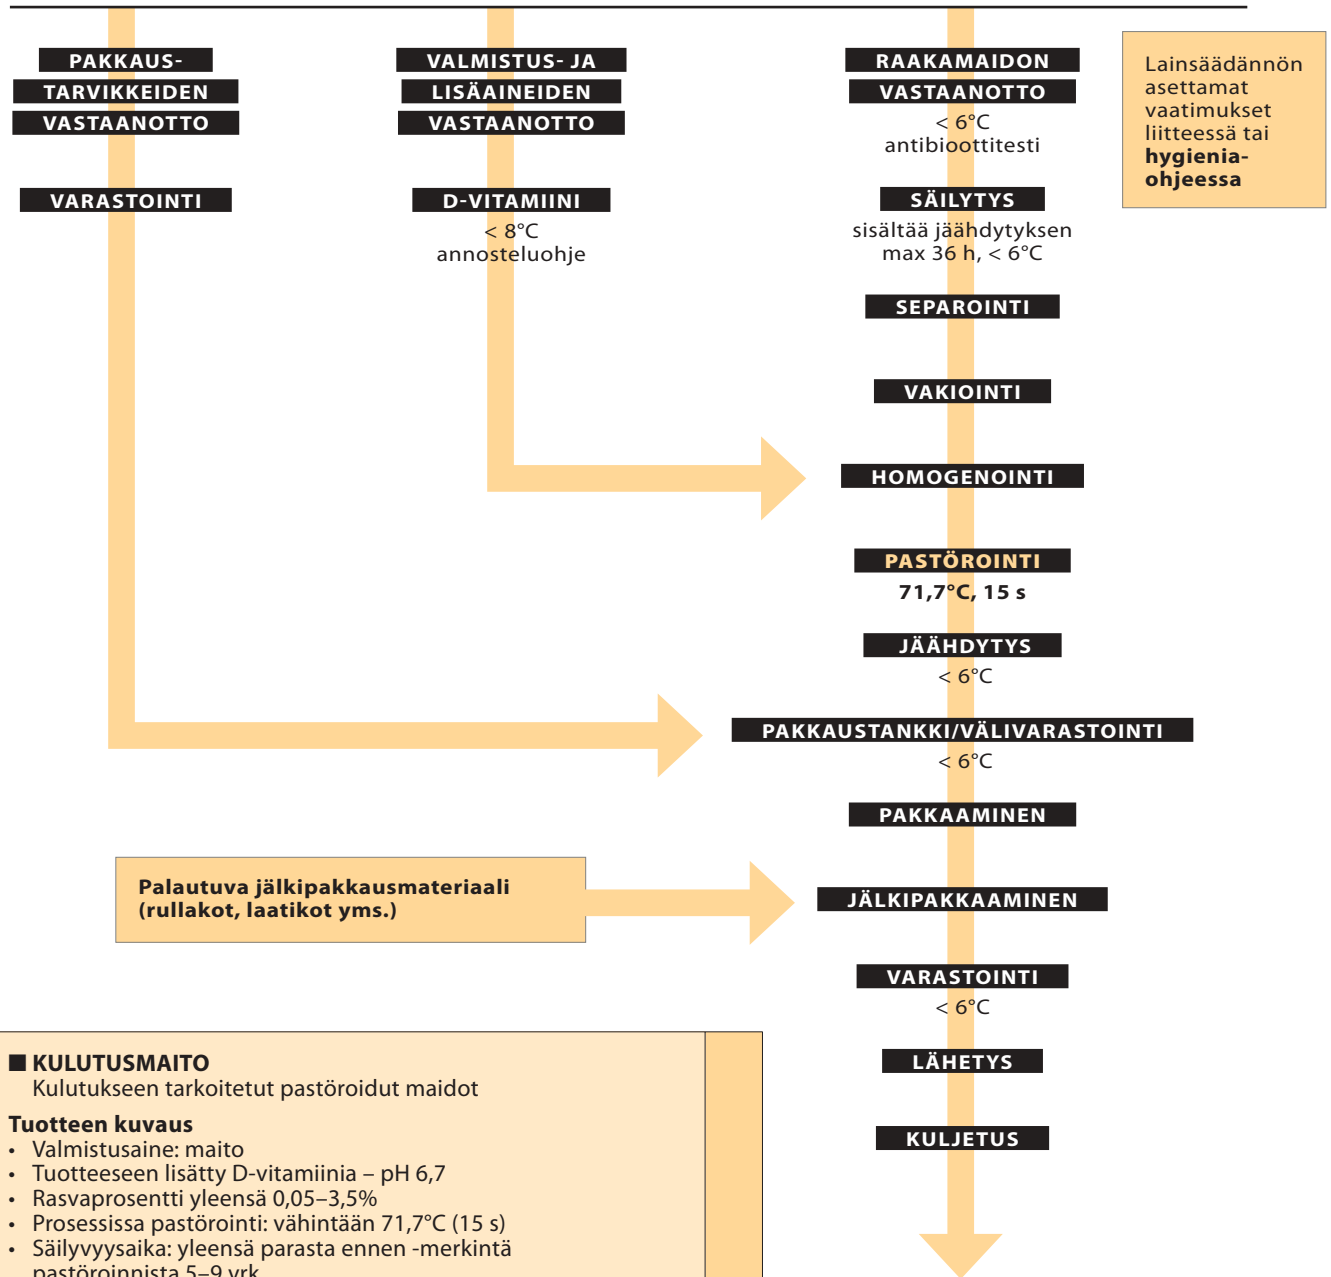 PAKKAUS-
TARVIKKEIDEN
VASTAANOTTO
VARASTOINTI
VALMISTUS- JA
LISÄAINEIDEN
VASTAANOTTO
D-VITAMIINI
< 8°C
annosteluohje
RAAKAMAIDON
VASTAANOTTO
< 6°C
antibioottitesti
SÄILYTYS
sisältää jäähdytyksen
max 36 h, < 6°C
SEPAROINTI
VAKIOINTI
HOMOGENOINTI
PASTÖROINTI
71,7°C, 15 s
JÄÄHDYTYS
< 6°C
PAKKAUSTANKKI/VÄLIVARASTOINTI
< 6°C
PAKKAAMINEN
JÄLKIPAKKAAMINEN
VARASTOINTI
< 6°C
LÄHETYS
KULJETUS
Lainsäädännön
asettamat
vaatimukset
liitteessä tai
hygienia-
ohjeessa
Palautuva jälkipakkausmateriaali
(rullakot, laatikot yms.)
■ KULUTUSMAITO
Kulutukseen tarkoitetut pastöroidut maidot
Tuotteen kuvaus
• Valmistusaine: maito
• Tuotteeseen lisätty D-vitamiinia – pH 6,7
• Rasvaprosentti yleensä 0,05–3,5%
• Prosessissa pastörointi: vähintään 71,7°C (15 s)
• Säilyvyysaika: yleensä parasta ennen -merkintä
pastöroinnista 5–9 vrk